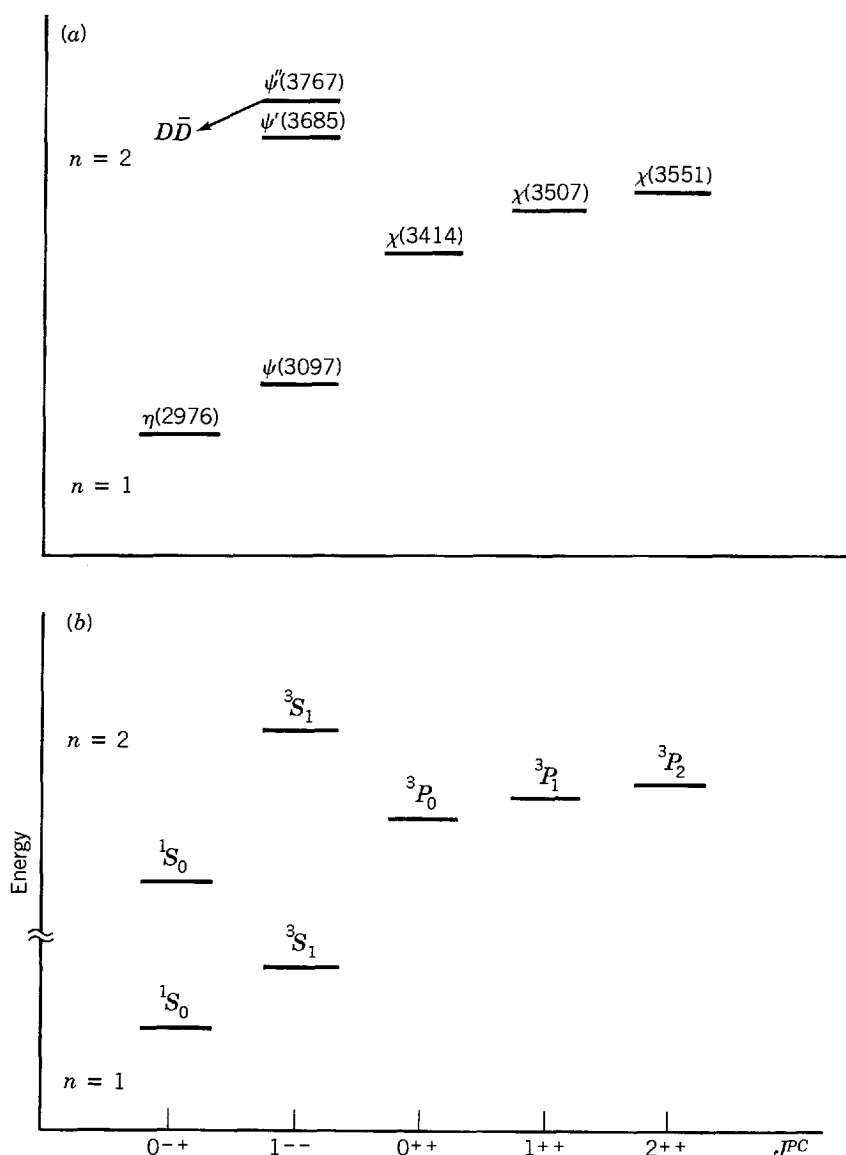 (a)
ψ″(3767)
DD̄
ψ′(3685)
n = 2
χ(3551)
χ(3507)
χ(3414)
ψ(3097)
η(2976)
n = 1
(b)
³S₁
n = 2
³P₂
³P₁
³P₀
Energy
¹S₀
³S₁
¹S₀
n = 1
0-+ 1-- 0++ 1++ 2++ Jᴾᶜ